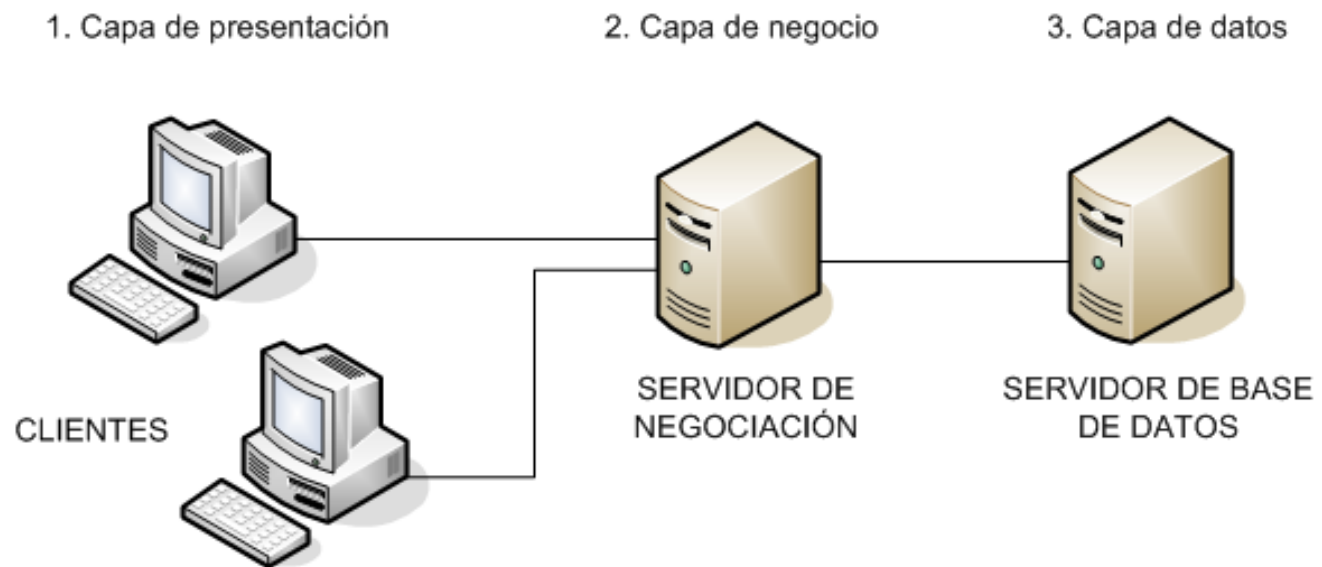 1. Capa de presentación
2. Capa de negocio
3. Capa de datos
CLIENTES
SERVIDOR DE
NEGOCIACIÓN
SERVIDOR DE BASE
DE DATOS